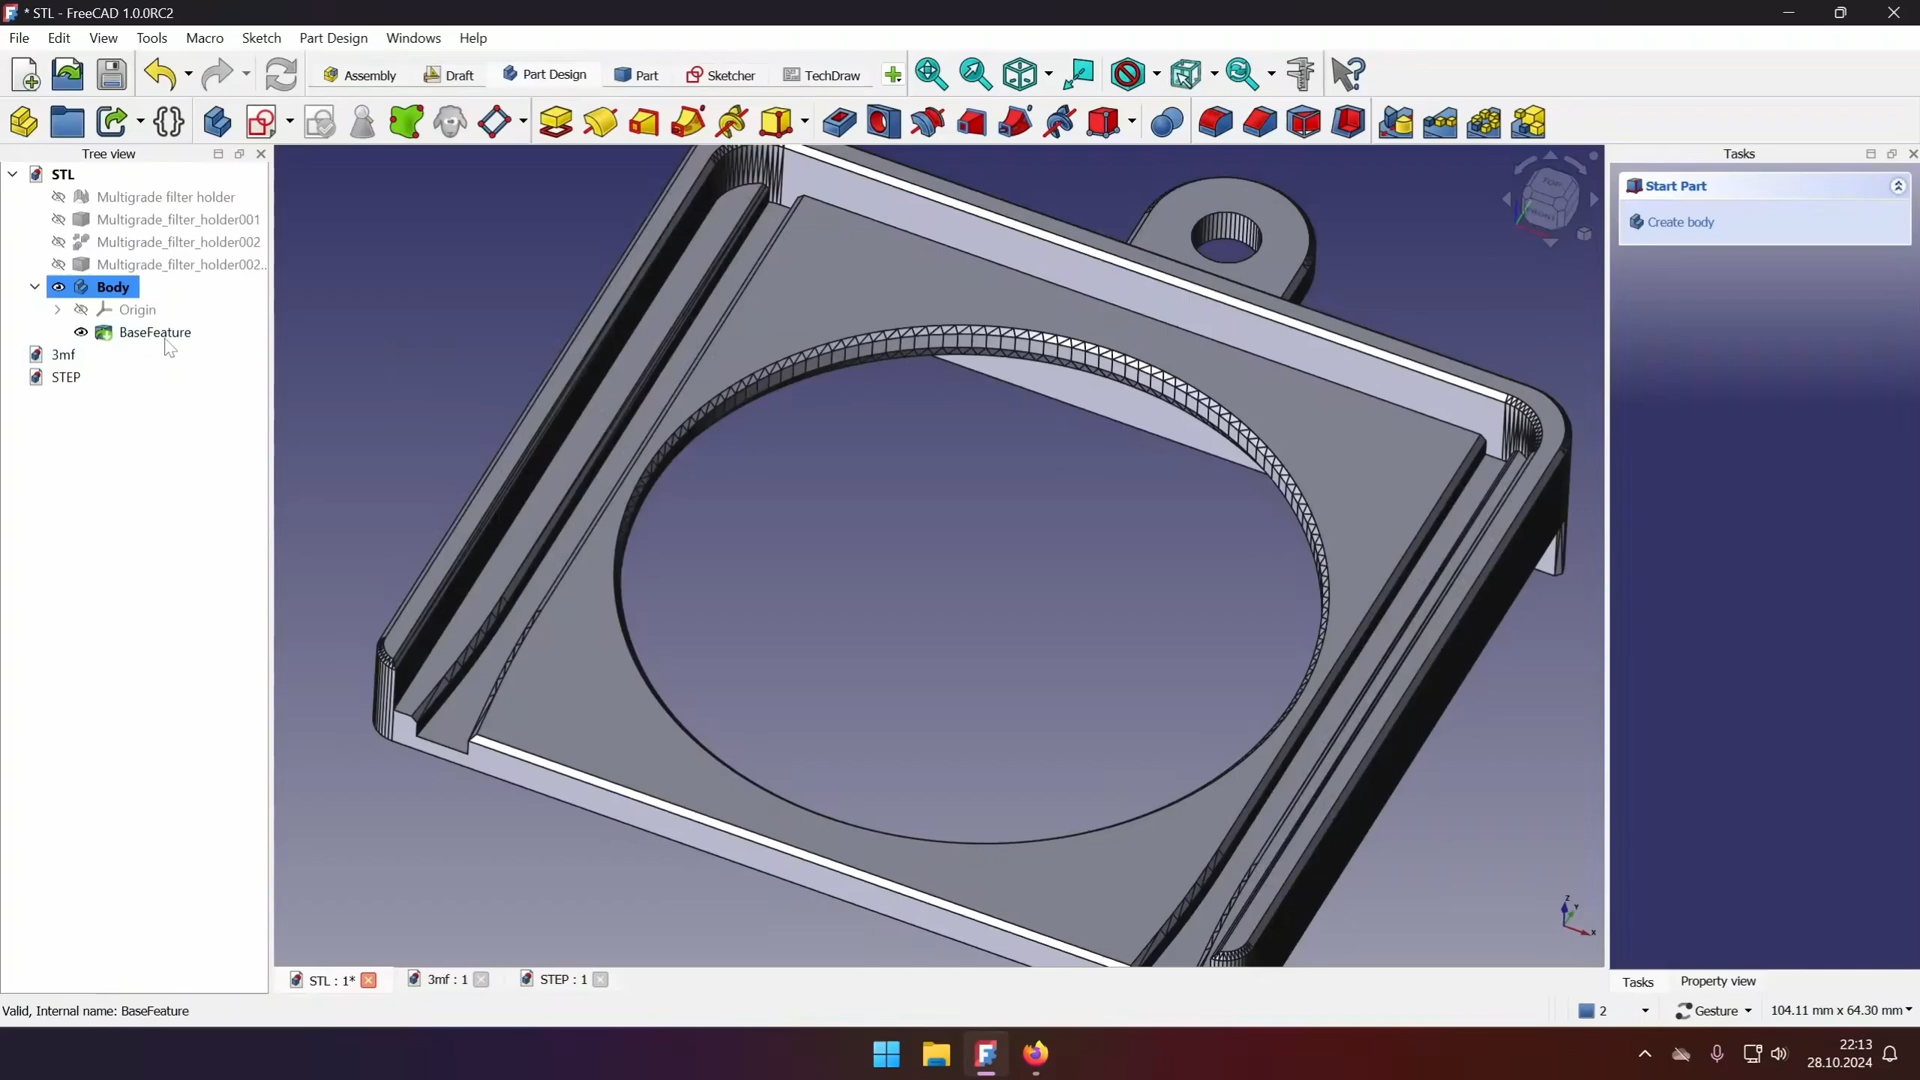 * STL - FreeCAD 1.0.0RC2
File Edit View Tools Macro Sketch Part Design Windows Help
Assembly Draft Part Design Part Sketcher TechDraw
Tree view
Tasks
STL
Multigrade filter holder
Multigrade_filter_holder001
Multigrade_filter_holder002
Multigrade_filter_holder002...
Body
Origin
BaseFeature
3mf
STEP
Start Part
Create body
TOP
FRONT
Z
Y
X
STL : 1*
3mf : 1
STEP : 1
Tasks
Property view
Valid, Internal name: BaseFeature
2
Gesture
104.11 mm x 64.30 mm
22:13
28.10.2024